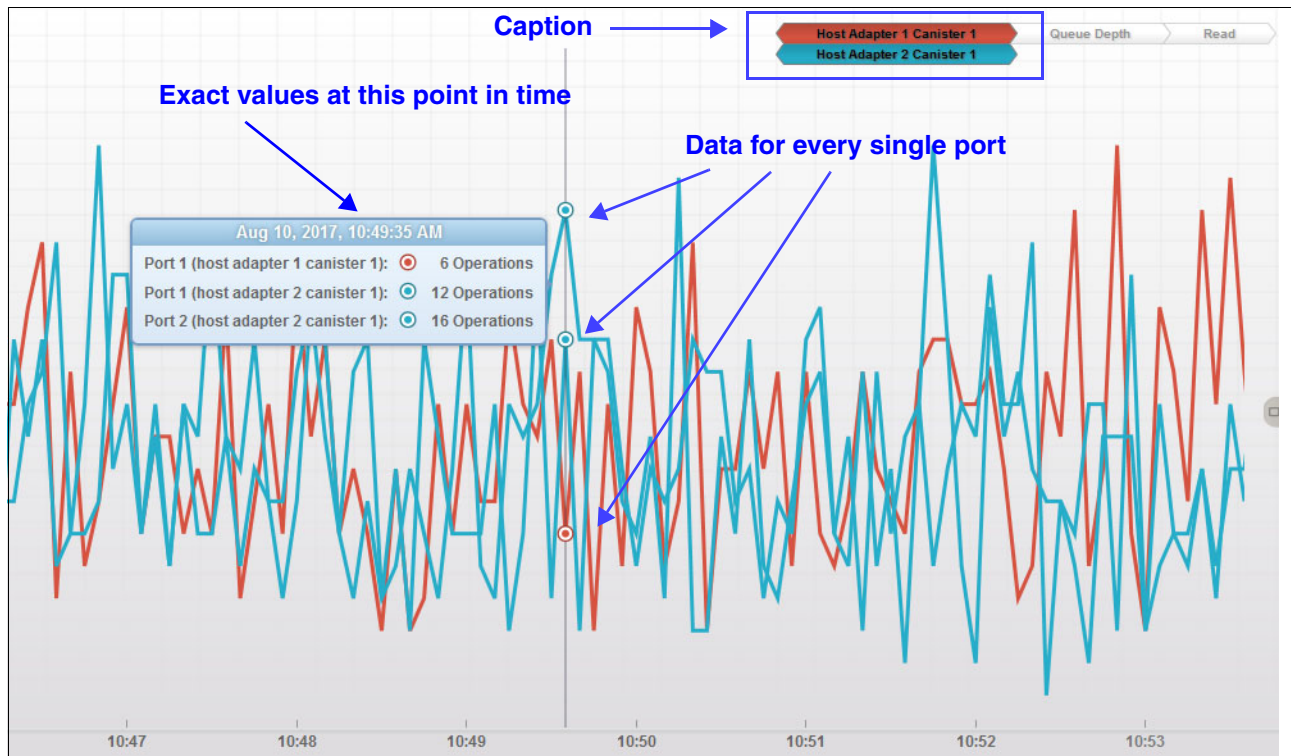 Caption
Host Adapter 1 Canister 1
Queue Depth
Read
Host Adapter 2 Canister 1
Exact values at this point in time
Data for every single port
Aug 10, 2017, 10:49:35 AM
Port 1 (host adapter 1 canister 1): 6 Operations
Port 1 (host adapter 2 canister 1): 12 Operations
Port 2 (host adapter 2 canister 1): 16 Operations
10:47 10:48 10:49 10:50 10:51 10:52 10:53